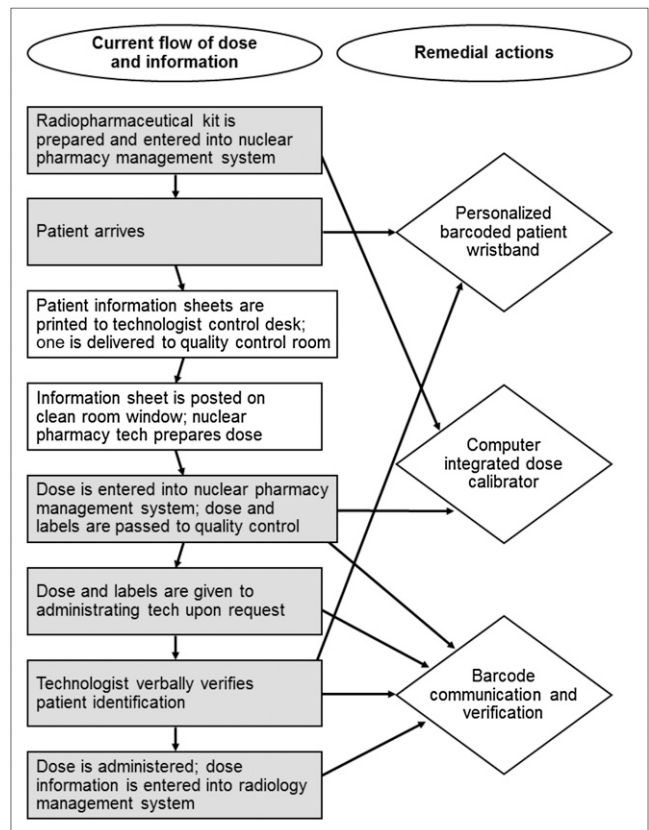 Current flow of dose
and information
Remedial actions
Radiopharmaceutical kit is
prepared and entered into nuclear
pharmacy management system
Patient arrives
Personalized
barcoded patient
wristband
Patient information sheets are
printed to technologist control desk;
one is delivered to quality control room
Information sheet is posted on
clean room window; nuclear
pharmacy tech prepares dose
Computer
integrated dose
calibrator
Dose is entered into nuclear pharmacy
management system; dose and
labels are passed to quality control
Dose and labels are given to
administrating tech upon request
Technologist verbally verifies
patient identification
Barcode
communication and
verification
Dose is administered; dose
information is entered into radiology
management system